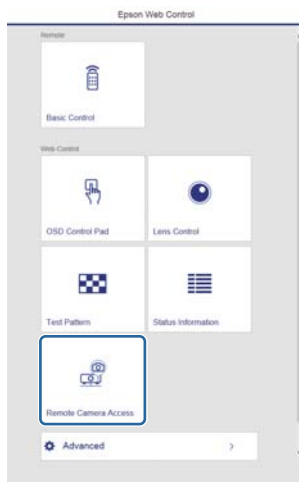 Epson Web Control
Remote
Basic Control
Web Control
OSD Control Pad
Lens Control
Test Pattern
Status Information
Remote Camera Access
Advanced